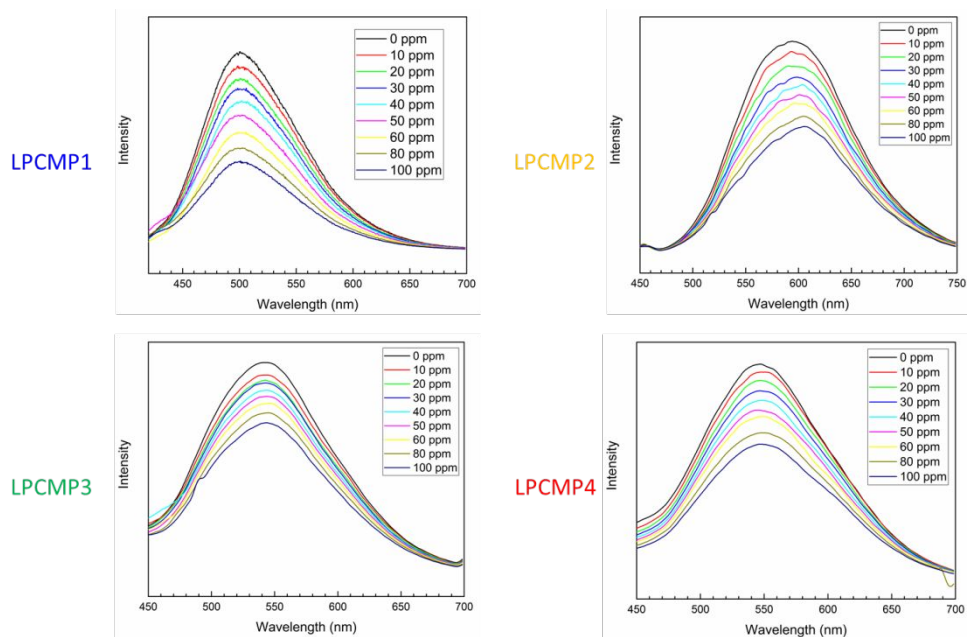 LPCMP1
Intensity
0 ppm
10 ppm
20 ppm
30 ppm
40 ppm
50 ppm
60 ppm
80 ppm
100 ppm
450 500 550 600 650 700
Wavelength (nm)
LPCMP2
Intensity
0 ppm
10 ppm
20 ppm
30 ppm
40 ppm
50 ppm
60 ppm
80 ppm
100 ppm
450 500 550 600 650 700 750
Wavelength (nm)
LPCMP3
Intensity
0 ppm
10 ppm
20 ppm
30 ppm
40 ppm
50 ppm
60 ppm
80 ppm
100 ppm
450 500 550 600 650 700
Wavelength (nm)
LPCMP4
Intensity
0 ppm
10 ppm
20 ppm
30 ppm
40 ppm
50 ppm
60 ppm
80 ppm
100 ppm
450 500 550 600 650 700
Wavelength (nm)